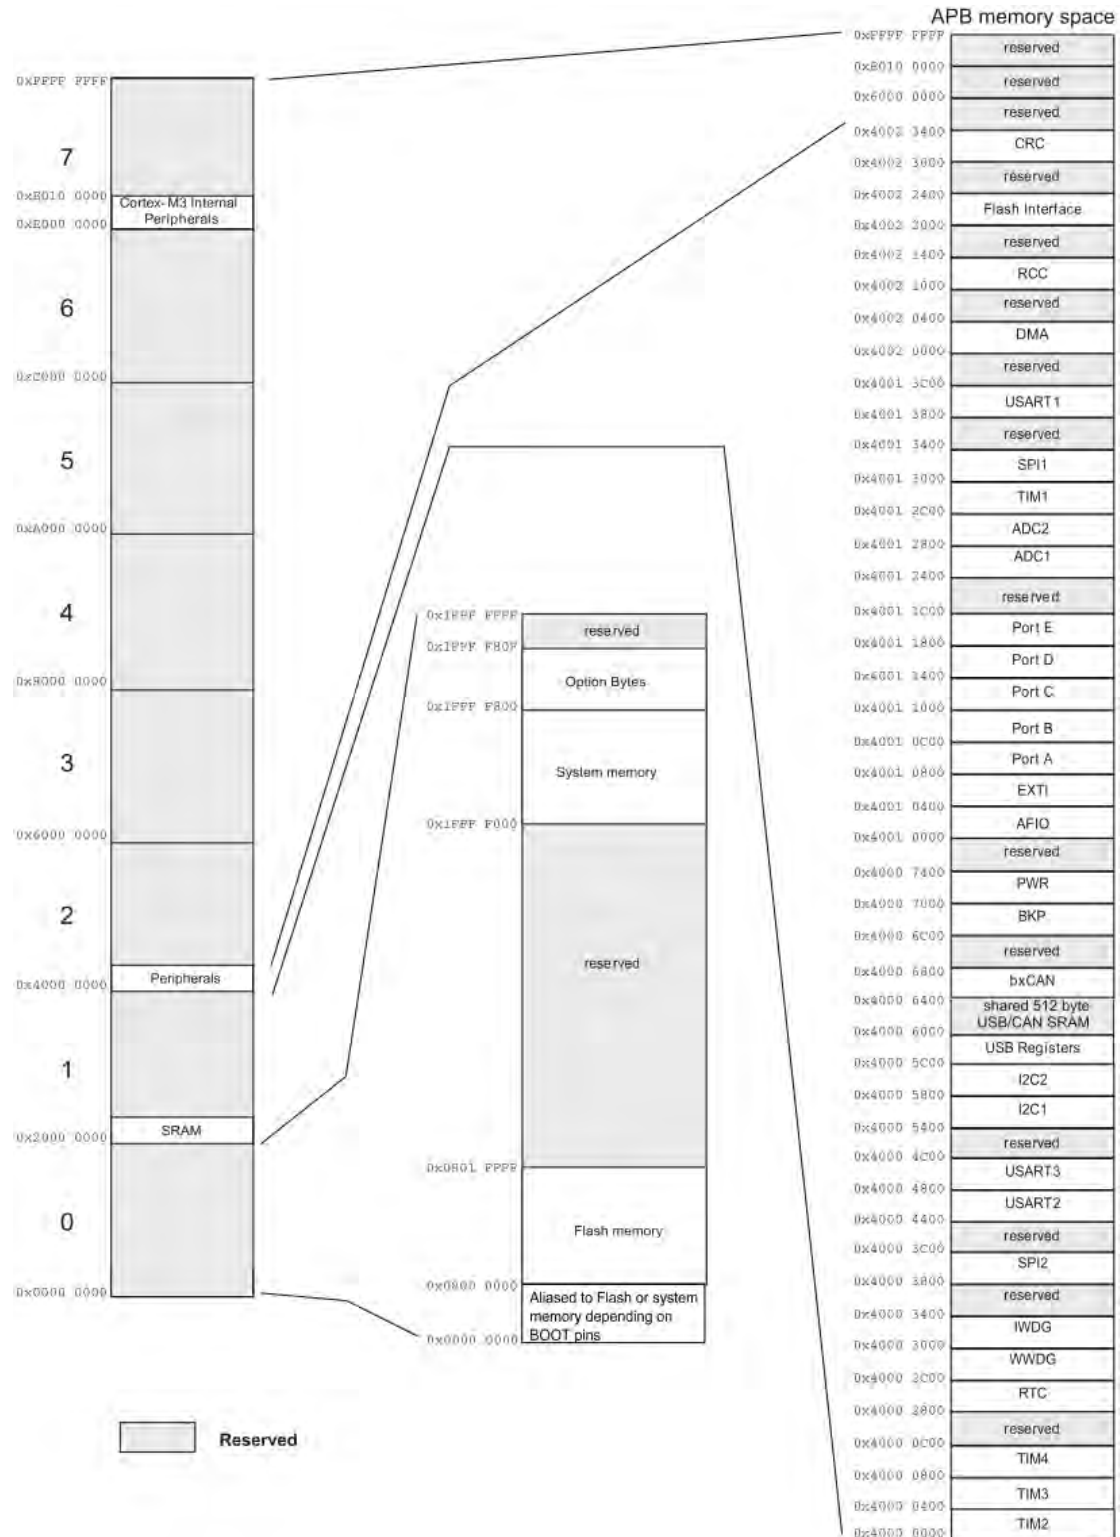 APB memory space
0xFFFF FFFF
7
0xE010 0000
Cortex-M3 Internal
Peripherals
0xE000 0000
6
0xC000 0000
5
0xA000 0000
4
0x8000 0000
3
0x6000 0000
2
Peripherals
0x4000 0000
1
SRAM
0x2000 0000
0
0x0000 0000
Reserved
0x1FFF FFFF
reserved
0x1FFF F80F
Option Bytes
0x1FFF F800
System memory
0x1FFF F000
reserved
0x0801 FFFF
Flash memory
0x0800 0000
Aliased to Flash or system
memory depending on
BOOT pins
0x0000 0000
0xFFFF FFFF
reserved
0xE010 0000
reserved
0x6000 0000
reserved
0x4002 3400
CRC
0x4002 3000
reserved
0x4002 2400
Flash Interface
0x4002 2000
reserved
0x4002 1400
RCC
0x4002 1000
reserved
0x4002 0400
DMA
0x4002 0000
reserved
0x4001 3C00
USART1
0x4001 3800
reserved
0x4001 3400
SPI1
0x4001 3000
TIM1
0x4001 2C00
ADC2
0x4001 2800
ADC1
0x4001 2400
reserved
0x4001 1C00
Port E
0x4001 1800
Port D
0x4001 1400
Port C
0x4001 1000
Port B
0x4001 0C00
Port A
0x4001 0800
EXTI
0x4001 0400
AFIO
0x4001 0000
reserved
0x4000 7400
PWR
0x4000 7000
BKP
0x4000 6C00
reserved
0x4000 6800
bxCAN
0x4000 6400
shared 512 byte
USB/CAN SRAM
0x4000 6000
USB Registers
0x4000 5C00
I2C2
0x4000 5800
I2C1
0x4000 5400
reserved
0x4000 4C00
USART3
0x4000 4800
USART2
0x4000 4400
reserved
0x4000 3C00
SPI2
0x4000 3800
reserved
0x4000 3400
IWDG
0x4000 3000
WWDG
0x4000 2C00
RTC
0x4000 2800
reserved
0x4000 0C00
TIM4
0x4000 0800
TIM3
0x4000 0400
TIM2
0x4000 0000